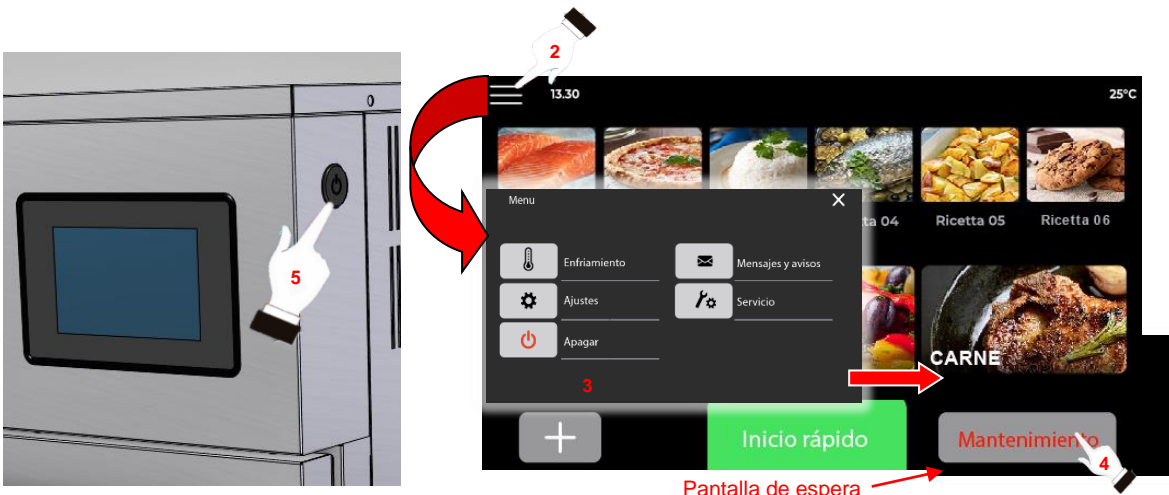 2
13.30
25°C
ta 04
Ricetta 05
Ricetta 06
Menu
Enfriamiento
Mensajes y avisos
Ajustes
Servicio
Apagar
3
5
CARNE
Inicio rápido
Mantenimiento
4
Pantalla de espera